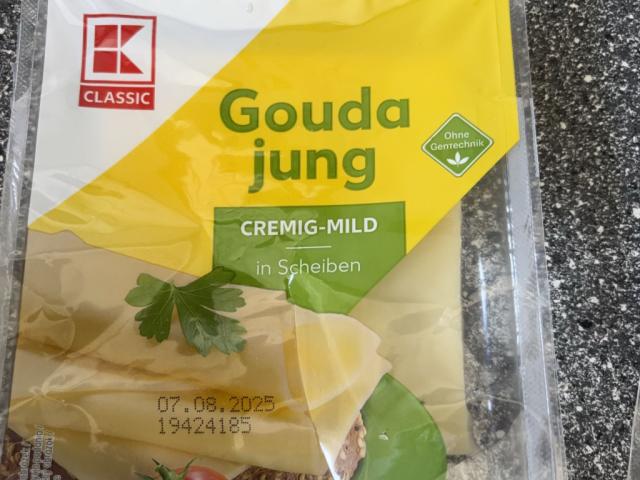 K
CLASSIC
Gouda
jung
Ohne
Gentechnik
CREMIG-MILD
in Scheiben
07.08.2025
19424185